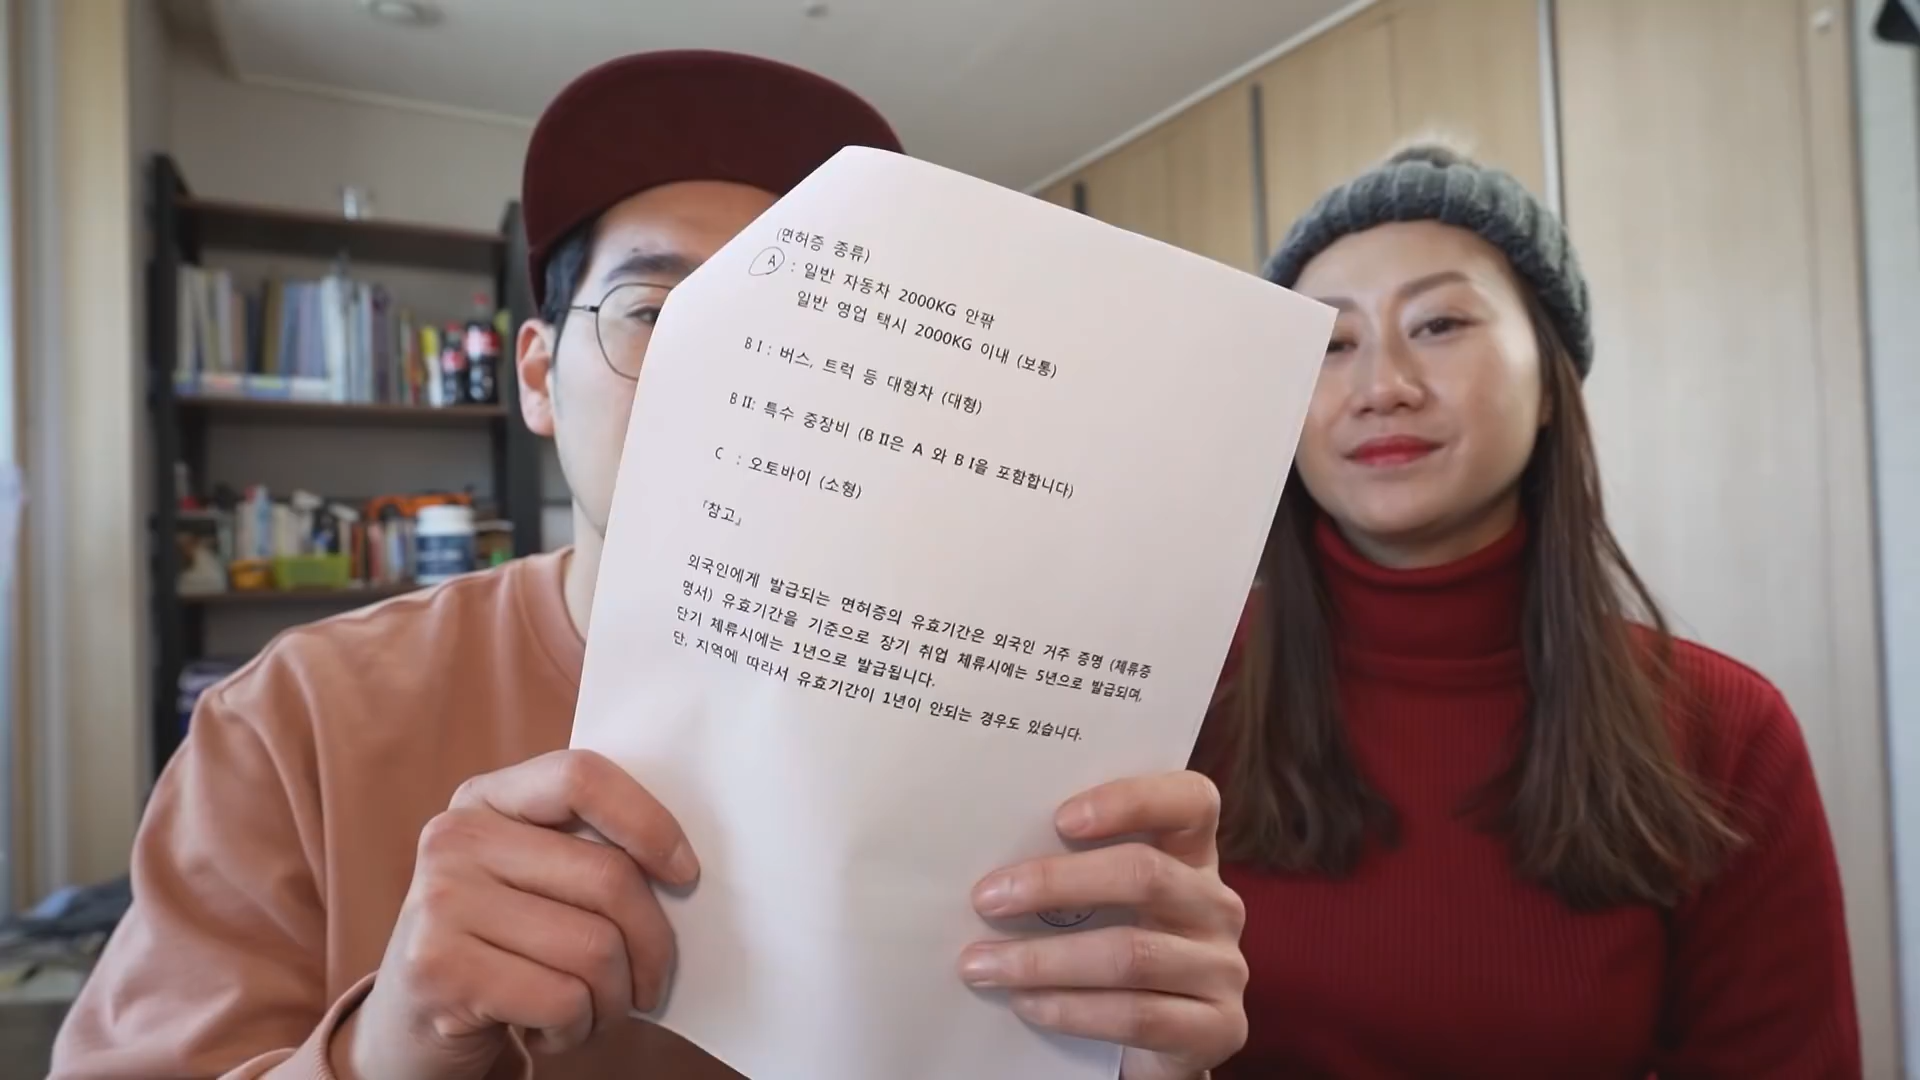 (면허증 종류)
A : 일반 자동차 2000KG 안팎
일반 영업 택시 2000KG 이내 (보통)
B I : 버스, 트럭 등 대형차 (대형)
B II: 특수 중장비 (B II은 A 와 B I을 포함합니다)
C : 오토바이 (소형)
「참고」
외국인에게 발급되는 면허증의 유효기간은 외국인 거주 증명 (체류증
명서) 유효기간을 기준으로 장기 취업 체류시에는 5년으로 발급되며,
단기 체류시에는 1년으로 발급됩니다.
단, 지역에 따라서 유효기간이 1년이 안되는 경우도 있습니다.